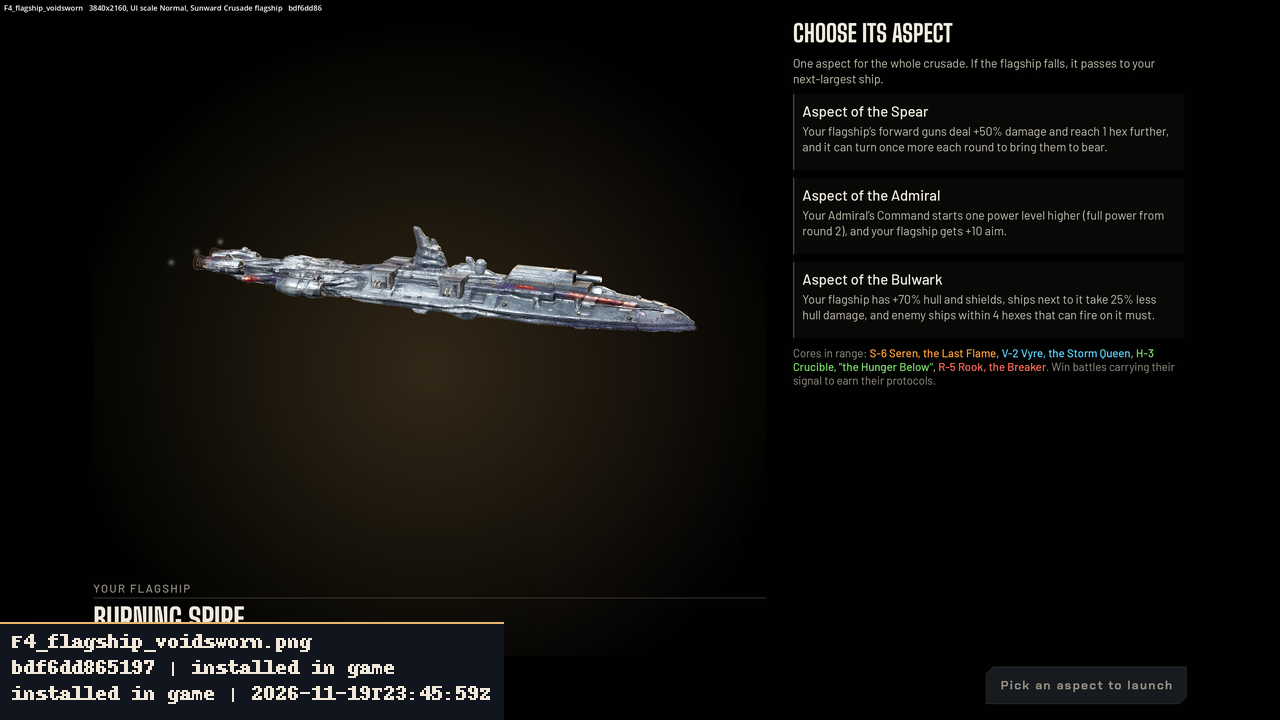 F4_flagship_voidsworn 3840x2160, UI scale Normal, Sunward Crusade flagship bdf6dd86
CHOOSE ITS ASPECT
One aspect for the whole crusade. If the flagship falls, it passes to your
next-largest ship.
Aspect of the Spear
Your flagship's forward guns deal +50% damage and reach 1 hex further,
and it can turn once more each round to bring them to bear.
Aspect of the Admiral
Your Admiral's Command starts one power level higher (full power from
round 2), and your flagship gets +10 aim.
Aspect of the Bulwark
Your flagship has +70% hull and shields, ships next to it take 25% less
hull damage, and enemy ships within 4 hexes that can fire on it must.
Cores in range: S-6 Seren, the Last Flame, V-2 Vyre, the Storm Queen, H-3
Crucible, "the Hunger Below", R-5 Rook, the Breaker. Win battles carrying their
signal to earn their protocols.
YOUR FLAGSHIP
BURNING SPIRE
F4_flagship_voidsworn.png
bdf6dd865197 | installed in game
installed in game | 2026-11-19T23:45:59Z
Pick an aspect to launch